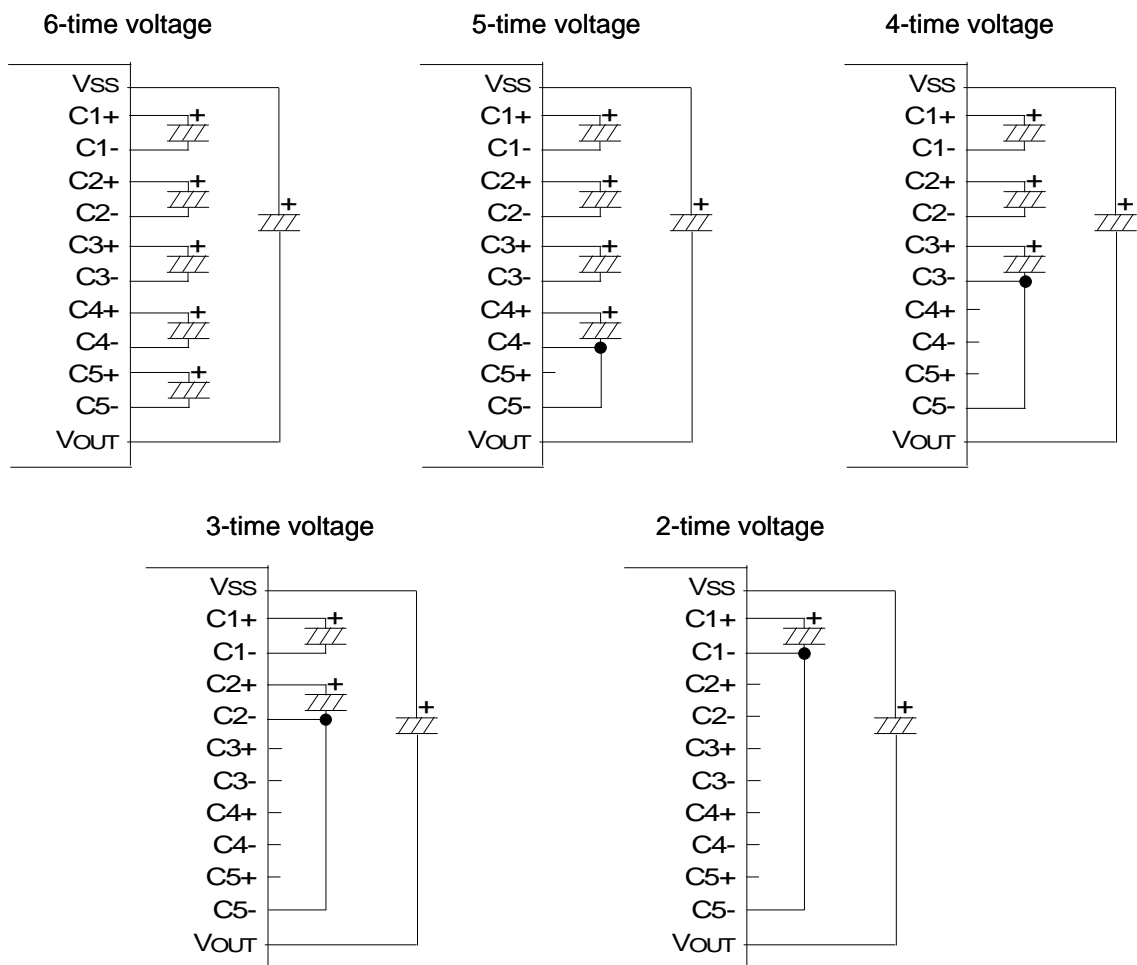 6-time voltage
VSS
C1+
+
C1-
C2+
+
C2-
+
C3+
+
C3-
C4+
+
C4-
C5+
+
C5-
VOUT
5-time voltage
VSS
C1+
+
C1-
C2+
+
C2-
+
C3+
+
C3-
C4+
+
C4-
C5+
C5-
VOUT
4-time voltage
VSS
C1+
+
C1-
C2+
+
C2-
+
C3+
+
C3-
C4+
C4-
C5+
C5-
VOUT
3-time voltage
VSS
C1+
+
C1-
C2+
+
C2-
+
C3+
C3-
C4+
C4-
C5+
C5-
VOUT
2-time voltage
VSS
C1+
+
C1-
C2+
C2-
+
C3+
C3-
C4+
C4-
C5+
C5-
VOUT